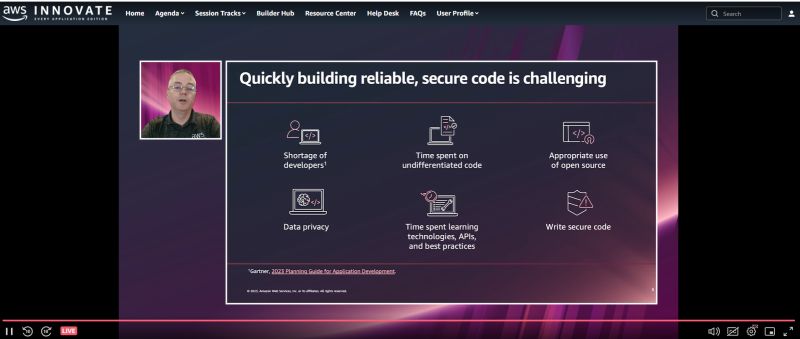 aws INNOVATE
EVERY APPLICATION EDITION
Home Agenda Session Tracks Builder Hub Resource Center Help Desk FAQs User Profile Search
Quickly building reliable, secure code is challenging
Shortage of
developers¹
Time spent on
undifferentiated code
Appropriate use
of open source
Data privacy
Time spent learning
technologies, APIs,
and best practices
Write secure code
¹Gartner, 2023 Planning Guide for Application Development.
© 2023, Amazon Web Services, Inc. or its affiliates. All rights reserved.
10 10 LIVE